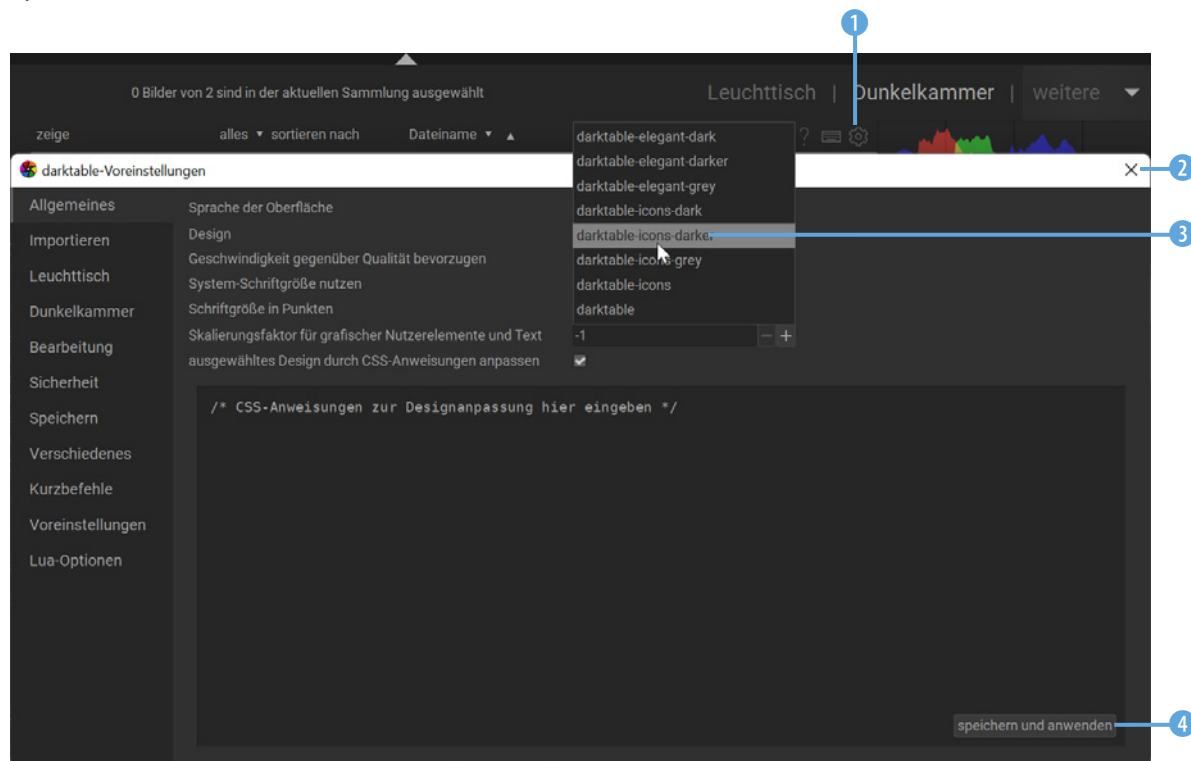 1
0 Bilder von 2 sind in der aktuellen Sammlung ausgewählt
Leuchttisch | Dunkelkammer | weitere
zeige alles sortieren nach Dateiname
?
darktable-Voreinstellungen
2
Allgemeines
Importieren
Leuchttisch
Dunkelkammer
Bearbeitung
Sicherheit
Speichern
Verschiedenes
Kurzbefehle
Voreinstellungen
Lua-Optionen
Sprache der Oberfläche
Design
Geschwindigkeit gegenüber Qualität bevorzugen
System-Schriftgröße nutzen
Schriftgröße in Punkten
Skalierungsfaktor für grafischer Nutzerelemente und Text
-1
ausgewähltes Design durch CSS-Anweisungen anpassen
darktable-elegant-dark
darktable-elegant-darker
darktable-elegant-grey
darktable-icons-dark
darktable-icons-darker
3
darktable-icons-grey
darktable-icons
darktable
/* CSS-Anweisungen zur Designanpassung hier eingeben */
speichern und anwenden
4